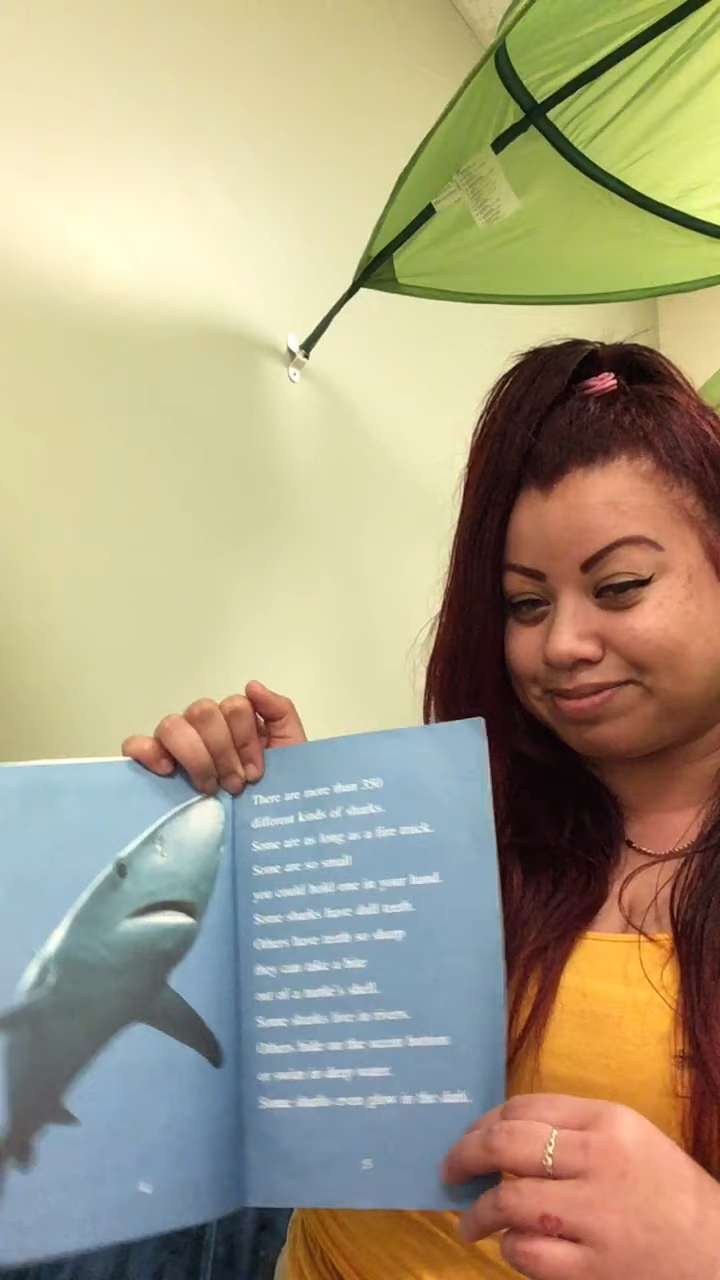 There are more than 350
different kinds of sharks.
Some are as long as a fire truck.
Some are so small
you could hold one in your hand.
Some sharks have dull teeth.
Others have teeth so sharp
they can take a bite
out of a turtle's shell.
Some sharks live in rivers.
Others hide on the ocean bottom
or swim in deep water.
Some sharks even glow in the dark.